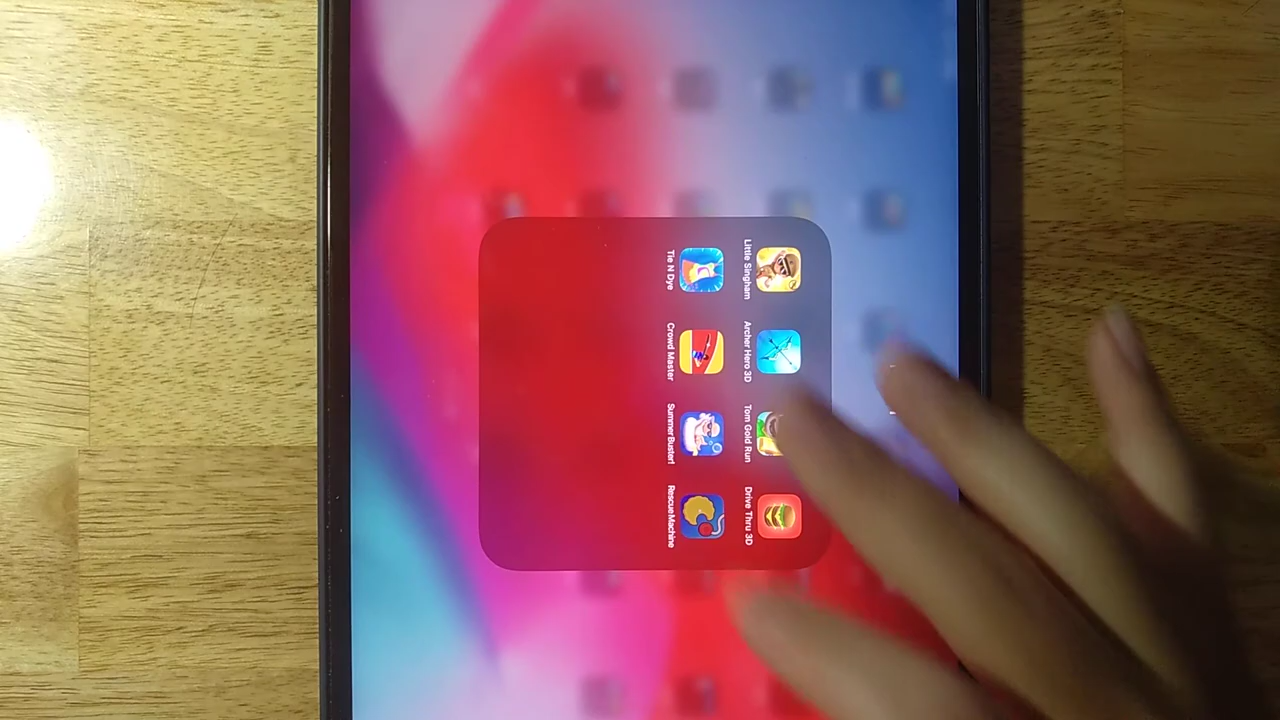 Little Singham
Archer Hero 3D
Tom Gold Run
Drive Thru 3D
Tie N Dye
Crowd Master
Summer Buster!
Rescue Machine